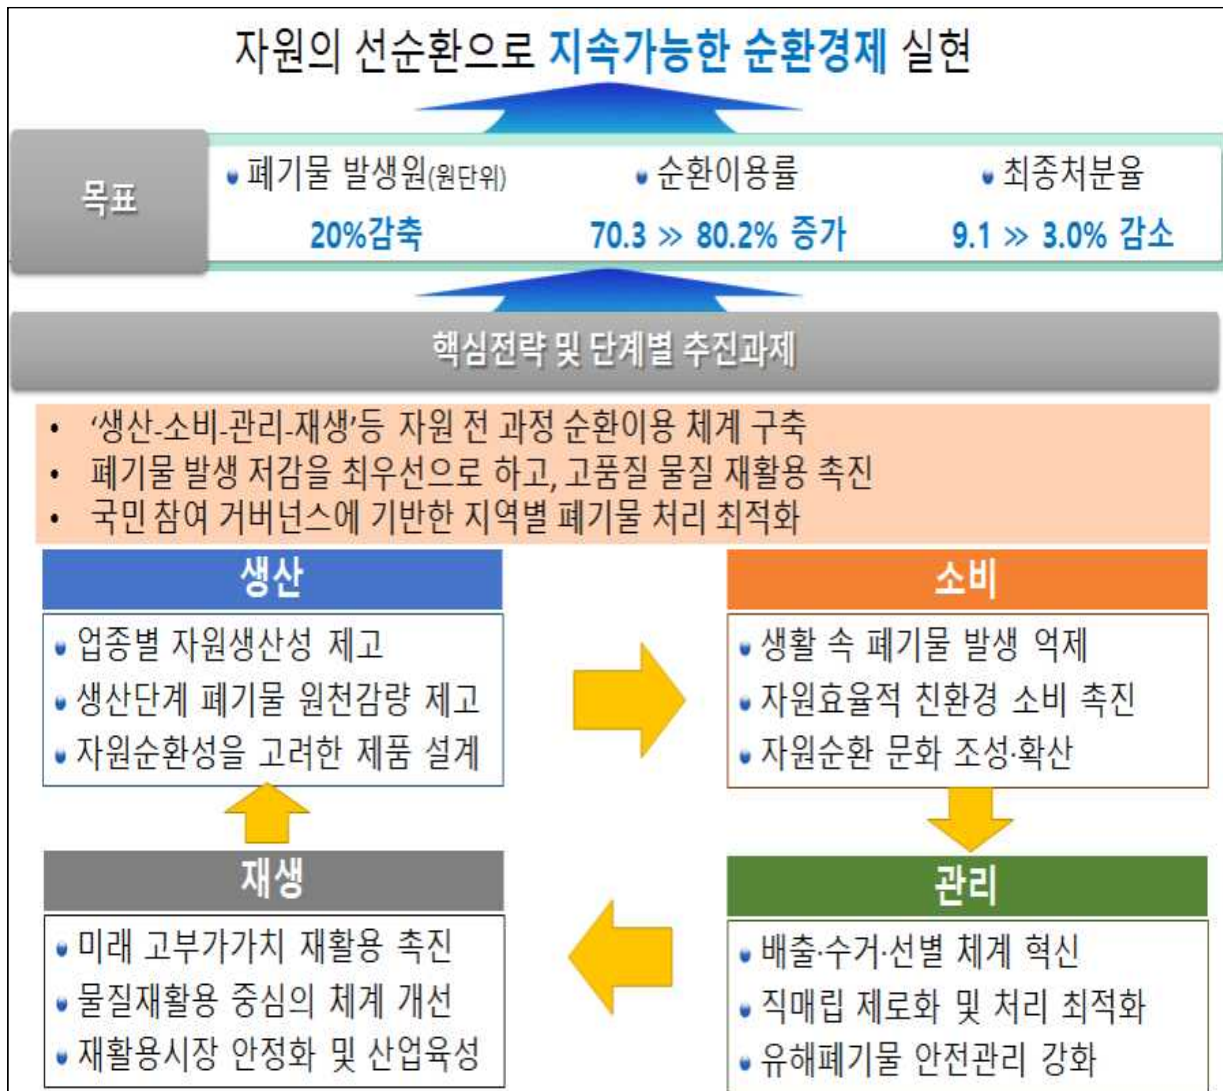 자원의 선순환으로 지속가능한 순환경제 실현
목표
• 폐기물 발생원(원단위)
20%감축
• 순환이용률
70.3 ≫ 80.2% 증가
• 최종처분율
9.1 ≫ 3.0% 감소
핵심전략 및 단계별 추진과제
• ‘생산-소비-관리-재생’등 자원 전 과정 순환이용 체계 구축
• 폐기물 발생 저감을 최우선으로 하고, 고품질 물질 재활용 촉진
• 국민 참여 거버넌스에 기반한 지역별 폐기물 처리 최적화
생산
• 업종별 자원생산성 제고
• 생산단계 폐기물 원천감량 제고
• 자원순환성을 고려한 제품 설계
소비
• 생활 속 폐기물 발생 억제
• 자원효율적 친환경 소비 촉진
• 자원순환 문화 조성·확산
관리
• 배출·수거·선별 체계 혁신
• 직매립 제로화 및 처리 최적화
• 유해폐기물 안전관리 강화
재생
• 미래 고부가가치 재활용 촉진
• 물질재활용 중심의 체계 개선
• 재활용시장 안정화 및 산업육성